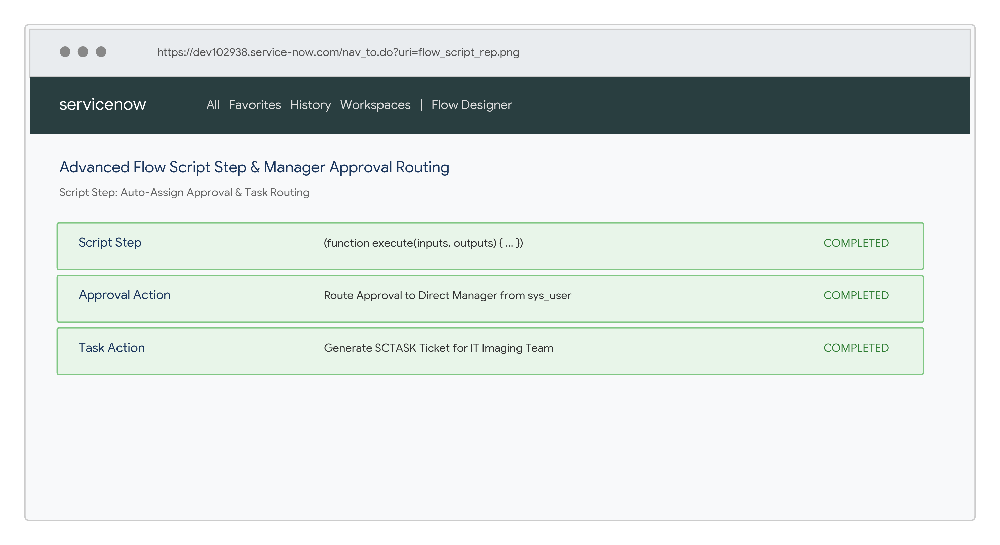 https://dev102938.service-now.com/nav_to.do?uri=flow_script_rep.png
servicenow All Favorites History Workspaces | Flow Designer
Advanced Flow Script Step & Manager Approval Routing
Script Step: Auto-Assign Approval & Task Routing
Script Step (function execute(inputs, outputs) { ... }) COMPLETED
Approval Action Route Approval to Direct Manager from sys_user COMPLETED
Task Action Generate SCTASK Ticket for IT Imaging Team COMPLETED